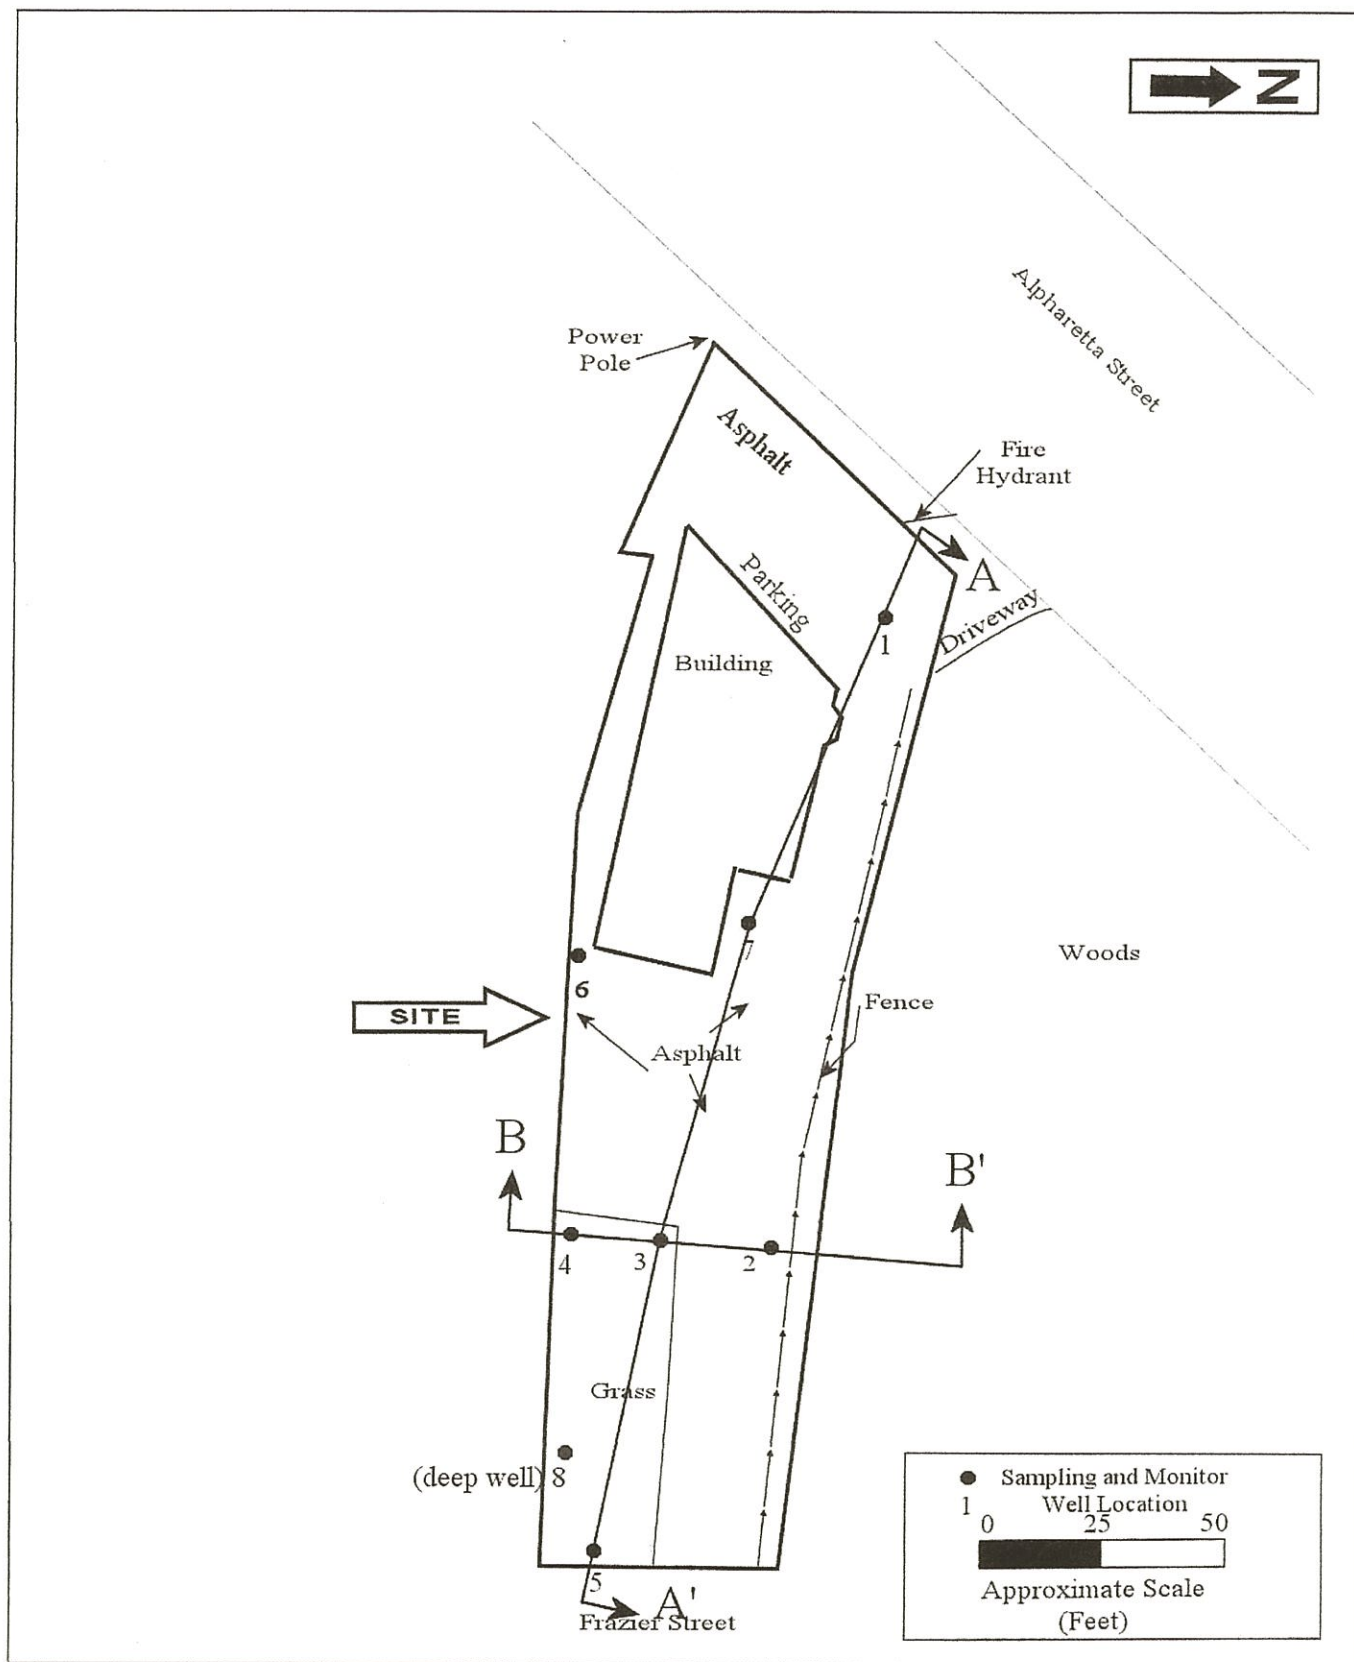 N
Alpharetta Street
Power
Pole
Asphalt
Fire
Hydrant
A
Parking
Driveway
1
Building
7
Woods
6
Fence
SITE
Asphalt
B
B'
4
3
2
Grass
(deep well) 8
5
A'
Frazier Street
Sampling and Monitor
1 Well Location
0 25 50
Approximate Scale
(Feet)